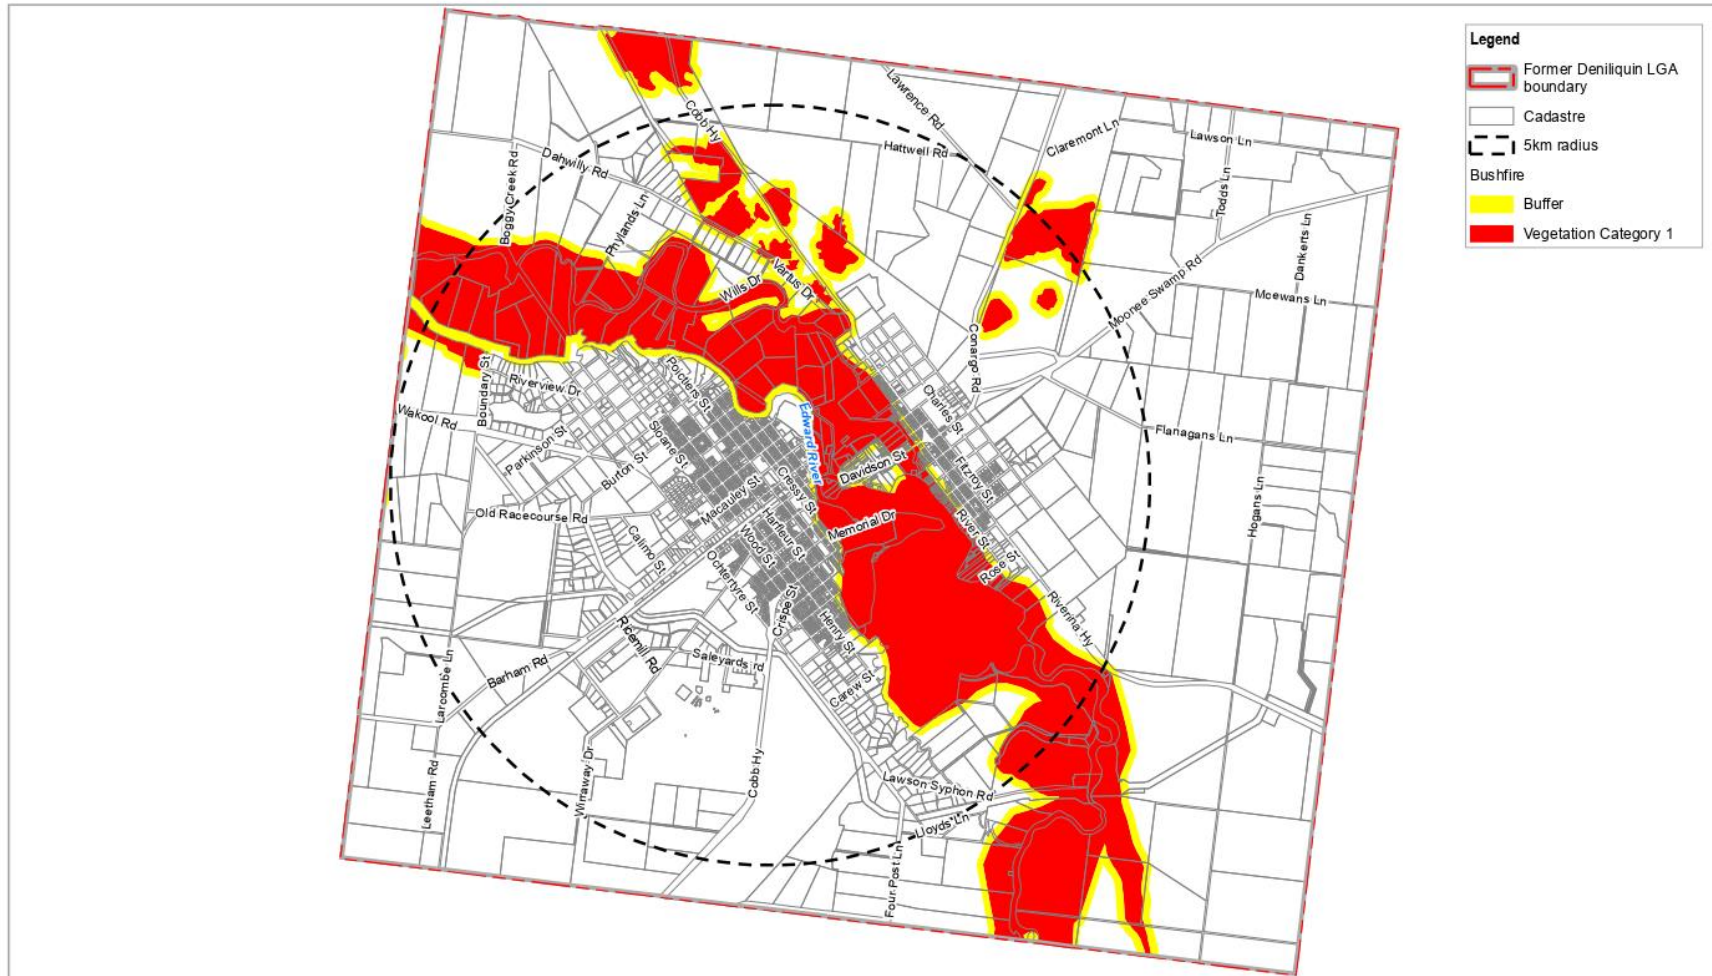 Legend
Former Deniliquin LGA
boundary
Cadastre
5km radius
Bushfire
Buffer
Vegetation Category 1
Lawrence Rd
Cobb Hy
Claremont Ln
Lawson Ln
Hattwell Rd
Dahwilly Rd
Boggy Creek Rd
Todds Ln
Phylands Ln
Dankerts Ln
Moonee Swamp Rd
Vartus Dr
Wills Dr
Mcewans Ln
Conargo Rd
Poictiers St
Riverview Dr
Boundary St
Charles St
Wakool Rd
Edward River
Flanagans Ln
Sloane St
Parkinson St
Burton St
Davidson St
Fitzroy St
Cressy St
Macauley St
Hogans Ln
Old Racecourse Rd
Memorial Dr
Harfleur St
River St
Calimo St
Wood St
Rose St
Ochtertyre St
Crispe St
Riverina Hy
Henry St
Ricemill Rd
Saleyards rd
Barham Rd
Larcombe Ln
Carew St
Cobb Hy
Wirraway Dr
Leetham Rd
Lawson Syphon Rd
Lloyds Ln
Four Post Ln